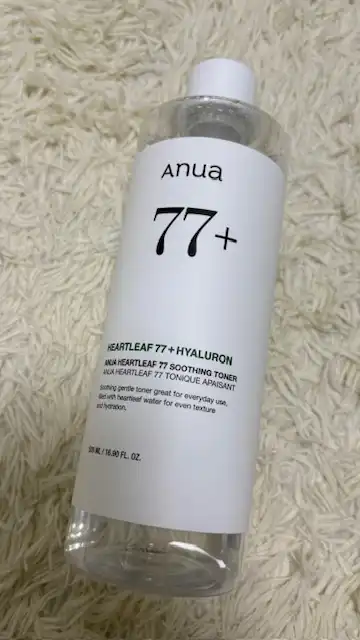 Anua
77+
HEARTLEAF 77+HYALURON
ANUA HEARTLEAF 77 SOOTHING TONER
ANUA HEARTLEAF 77 TONIQUE APAISANT
Soothing gentle toner great for everyday use,
filled with heartleaf water for even texture
and hydration.
500 ML / 16.90 FL. OZ.